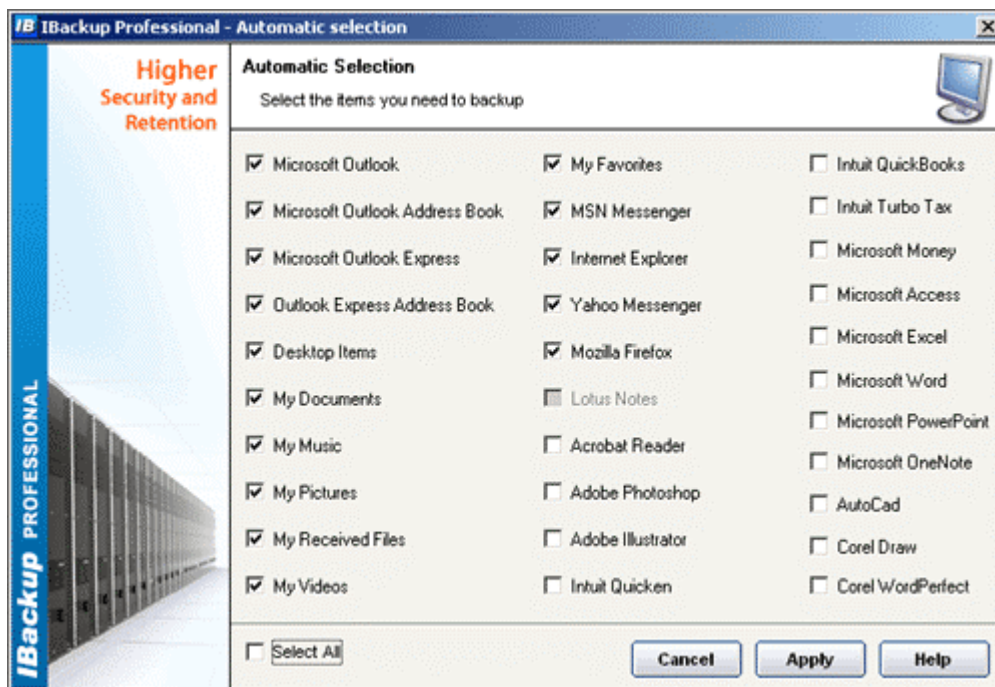 IB IBackup Professional - Automatic selection
Higher
Security and
Retention
IBackup PROFESSIONAL
Automatic Selection
Select the items you need to backup
Microsoft Outlook
Microsoft Outlook Address Book
Microsoft Outlook Express
Outlook Express Address Book
Desktop Items
My Documents
My Music
My Pictures
My Received Files
My Videos
My Favorites
MSN Messenger
Internet Explorer
Yahoo Messenger
Mozilla Firefox
Lotus Notes
Acrobat Reader
Adobe Photoshop
Adobe Illustrator
Intuit Quicken
Intuit QuickBooks
Intuit Turbo Tax
Microsoft Money
Microsoft Access
Microsoft Excel
Microsoft Word
Microsoft PowerPoint
Microsoft OneNote
AutoCad
Corel Draw
Corel WordPerfect
Select All
Cancel
Apply
Help